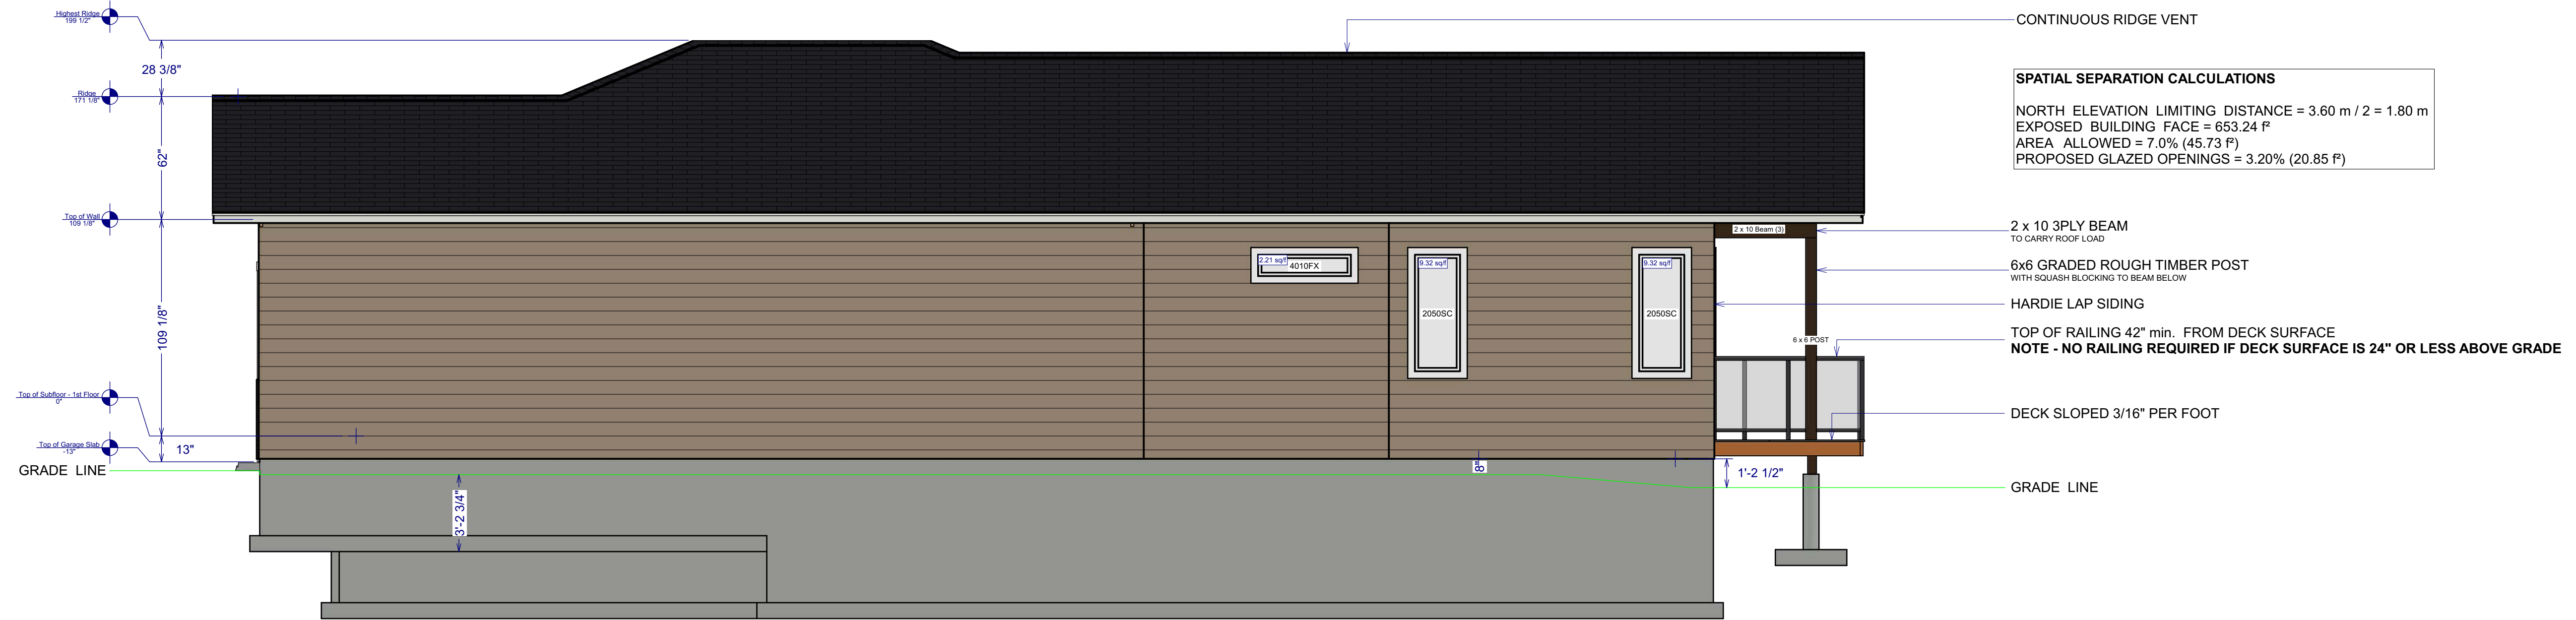 Highest Ridge
199 1/2"
28 3/8"
Ridge
171 1/8"
62"
Top of Wall
109 1/8"
109 1/8"
Top of Subfloor - 1st Floor
0"
Top of Garage Slab
-13"
13"
GRADE LINE
3'-2 3/4"
2.21 sq/f
4010FX
9.32 sq/f
2050SC
9.32 sq/f
2050SC
8"
2 x 10 Beam (3)
6 x 6 POST
1'-2 1/2"
CONTINUOUS RIDGE VENT
SPATIAL SEPARATION CALCULATIONS
NORTH ELEVATION LIMITING DISTANCE = 3.60 m / 2 = 1.80 m
EXPOSED BUILDING FACE = 653.24 f²
AREA ALLOWED = 7.0% (45.73 f²)
PROPOSED GLAZED OPENINGS = 3.20% (20.85 f²)
2 x 10 3PLY BEAM
TO CARRY ROOF LOAD
6x6 GRADED ROUGH TIMBER POST
WITH SQUASH BLOCKING TO BEAM BELOW
HARDIE LAP SIDING
TOP OF RAILING 42" min. FROM DECK SURFACE
NOTE - NO RAILING REQUIRED IF DECK SURFACE IS 24" OR LESS ABOVE GRADE
DECK SLOPED 3/16" PER FOOT
GRADE LINE